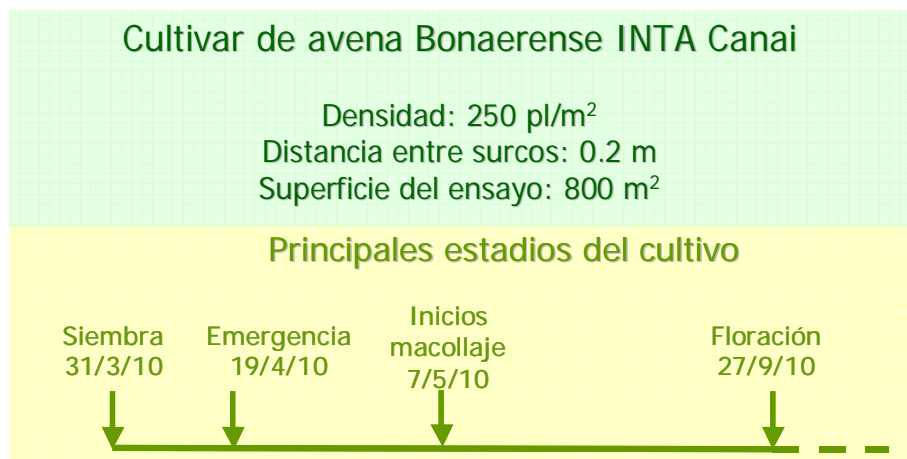 Cultivar de avena Bonaerense INTA Canai
Densidad: 250 pl/m²
Distancia entre surcos: 0.2 m
Superficie del ensayo: 800 m²
Principales estadios del cultivo
Siembra
31/3/10
Emergencia
19/4/10
Inicios
macollaje
7/5/10
Floración
27/9/10